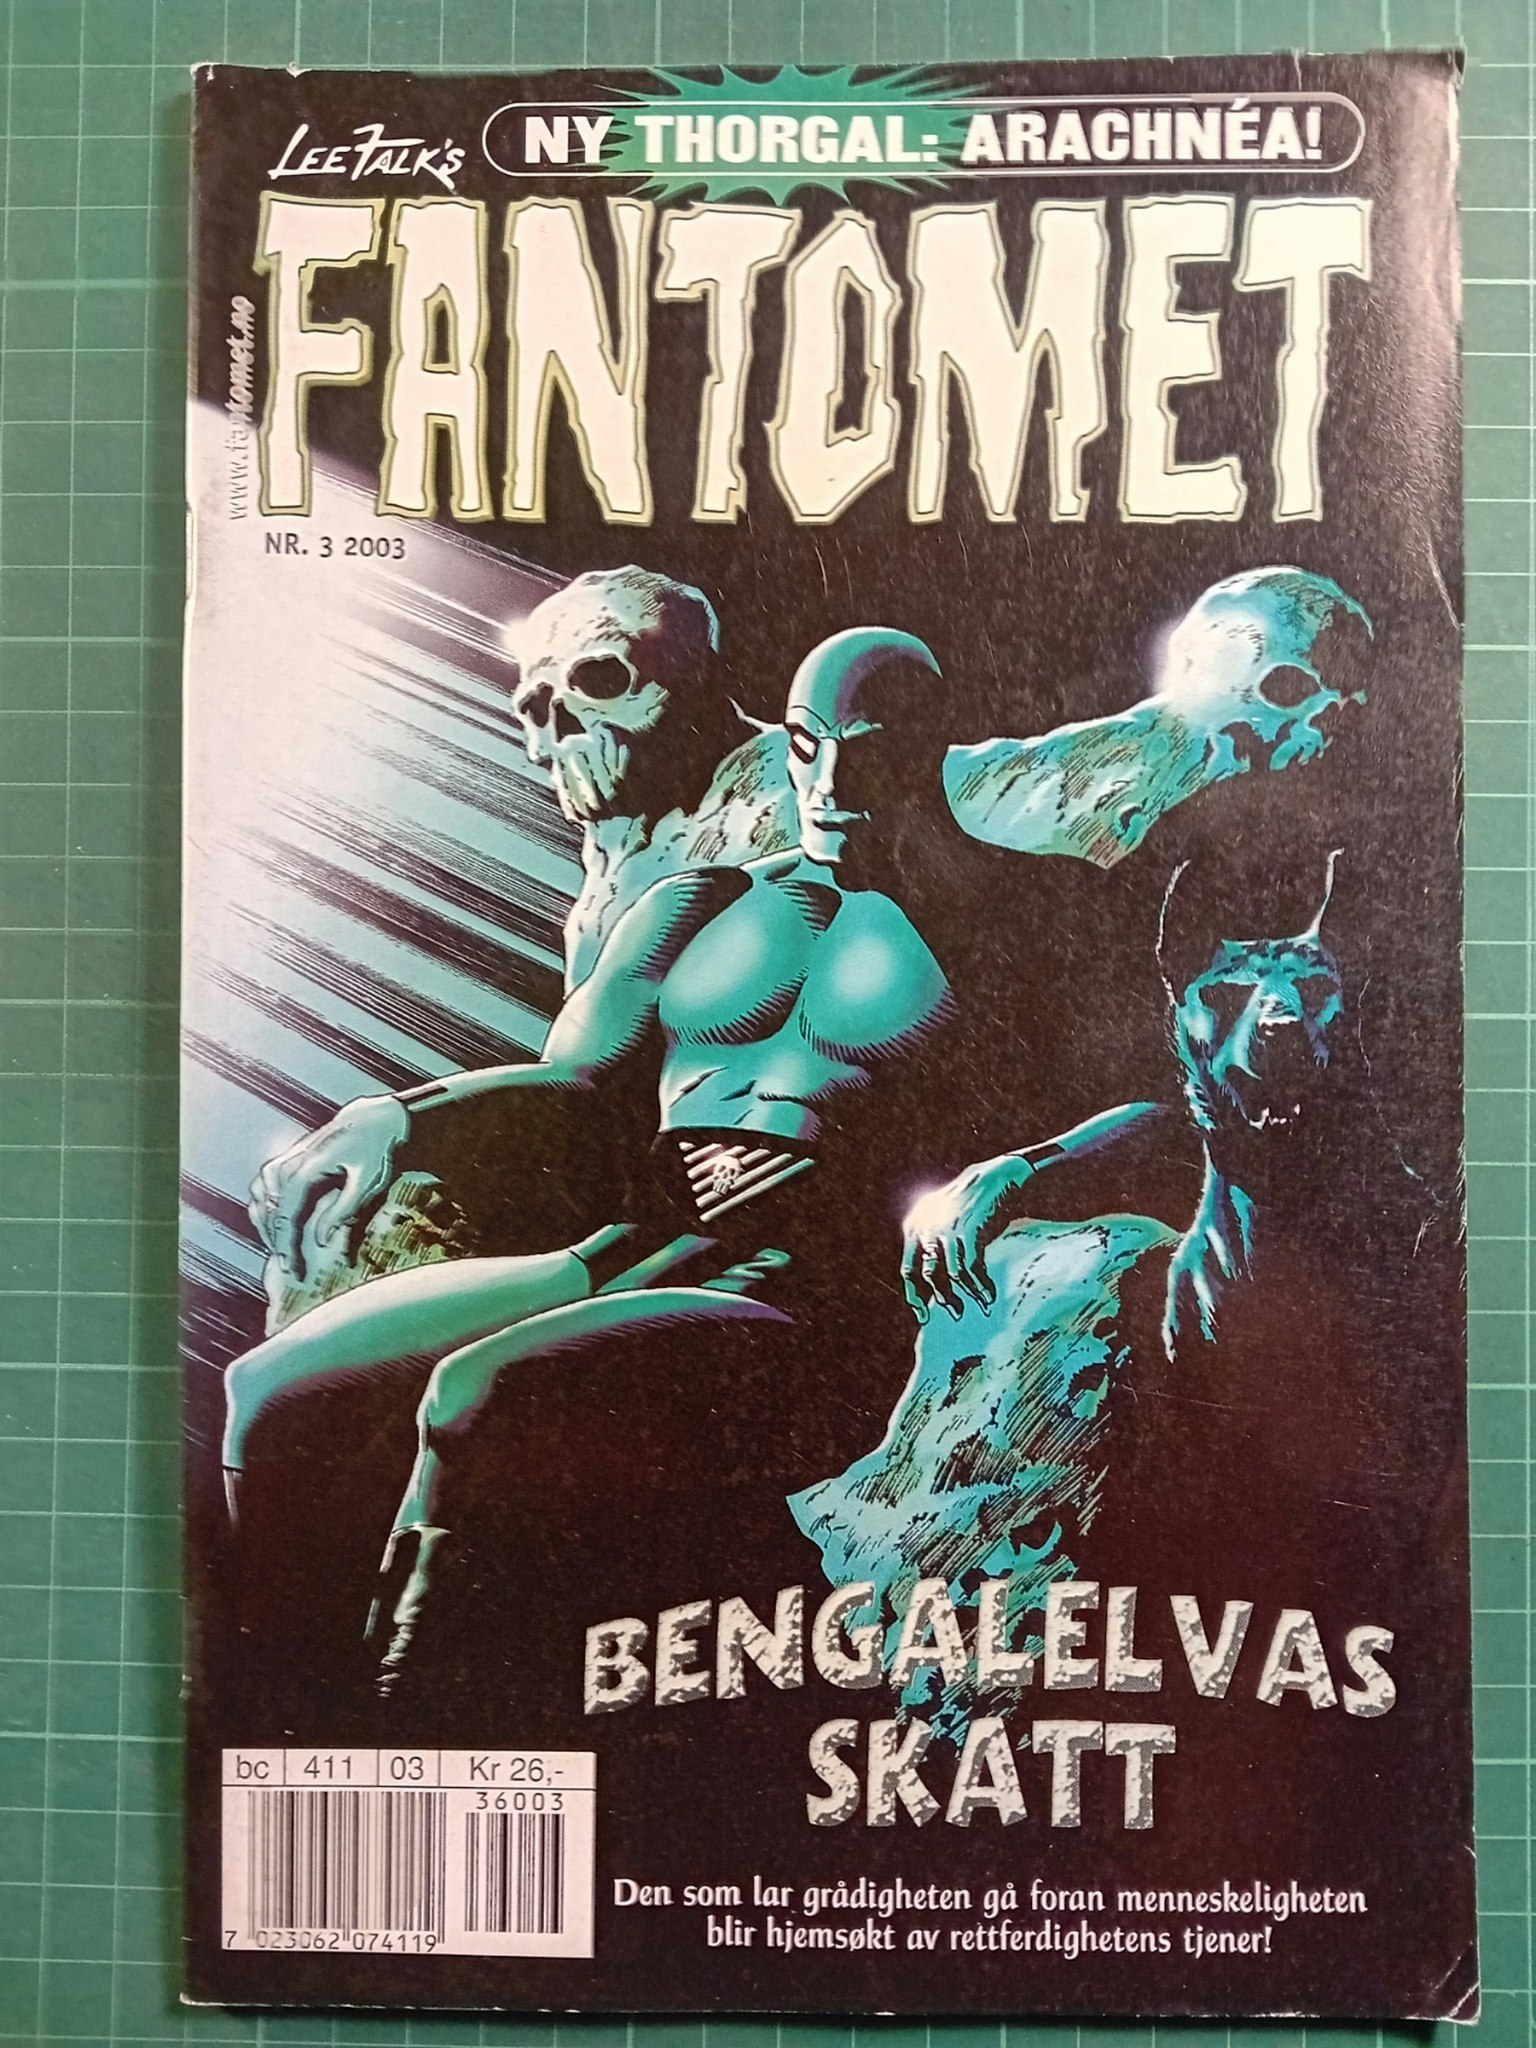 NY THORGAL: ARACHNÉA!
LEE FALK'S
FANTOMET
www.fantomet.no
NR. 3 2003
BENGALELVAS
SKATT
bc 411 03 Kr 26,-
36003
7 023062 074119
Den som lar grådigheten gå foran menneskeligheten
blir hjemsøkt av rettferdighetens tjener!